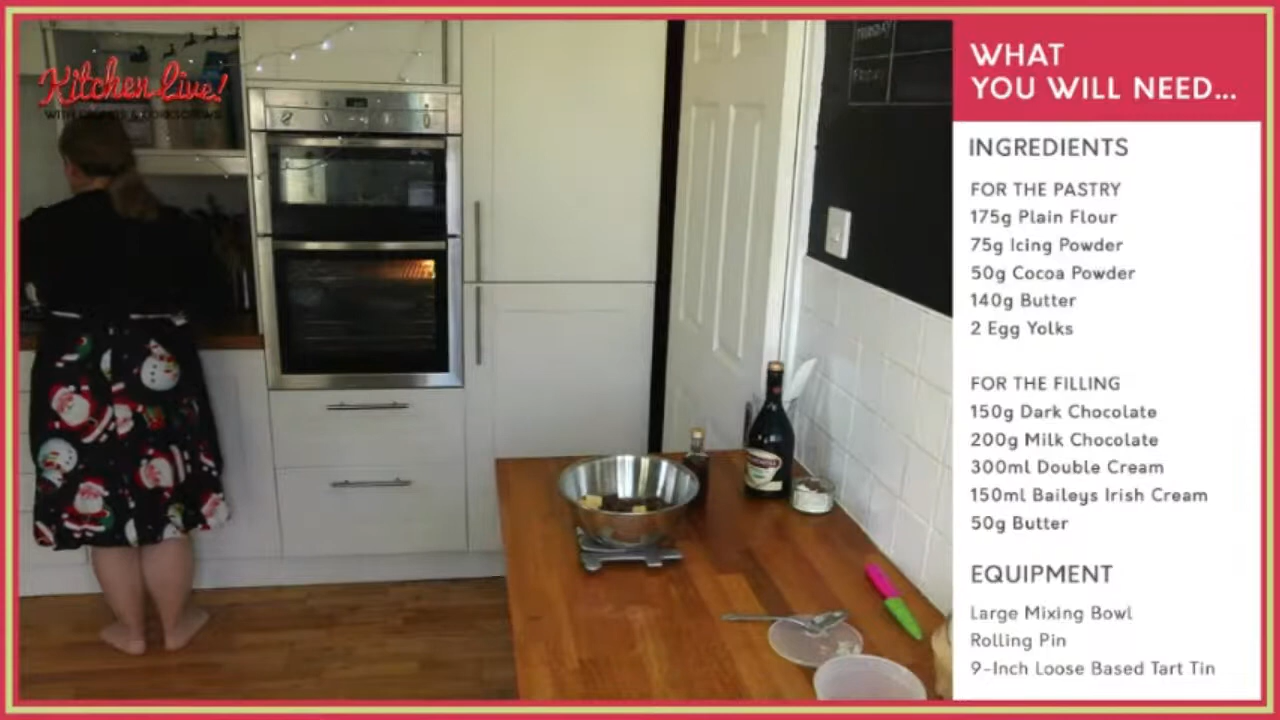 Kitchen Live!
THURSDAY
Friday
WHAT
YOU WILL NEED...
INGREDIENTS
FOR THE PASTRY
175g Plain Flour
75g Icing Powder
50g Cocoa Powder
140g Butter
2 Egg Yolks
FOR THE FILLING
150g Dark Chocolate
200g Milk Chocolate
300ml Double Cream
150ml Baileys Irish Cream
50g Butter
EQUIPMENT
Large Mixing Bowl
Rolling Pin
9-Inch Loose Based Tart Tin